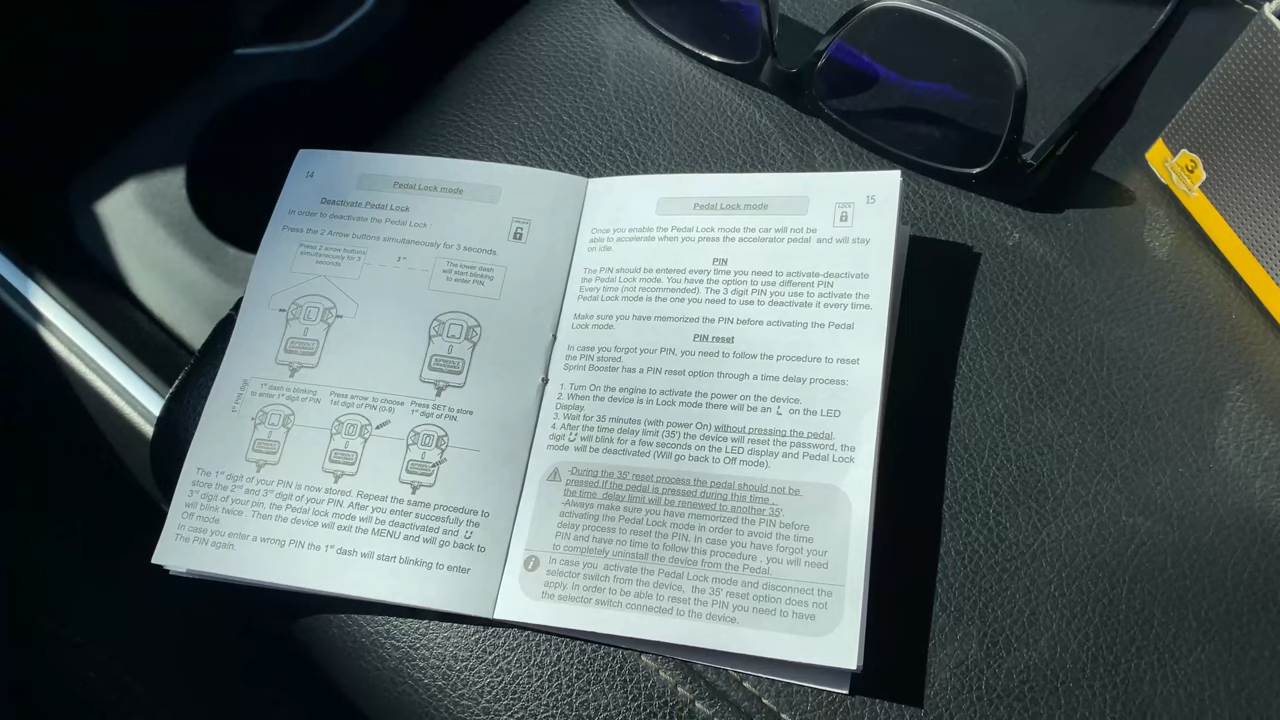 14
Pedal Lock mode
Deactivate Pedal Lock
In order to deactivate the Pedal Lock :
UNLOCK
Press the 2 Arrow buttons simultaneously for 3 seconds.
Press 2 arrow buttons
simultaneously for 3
seconds
3"
The lower dash
will start blinking
to enter PIN.
SPRINT
BOOSTER
SPRINT
BOOSTER
1st PIN digit
1st dash is blinking
to enter 1st digit of PIN
Press arrow to choose
1st digit of PIN (0-9)
Press SET to store
1st digit of PIN.
The 1st digit of your PIN is now stored. Repeat the same procedure to
store the 2nd and 3rd digit of your PIN. After you enter succesfully the
3rd digit of your pin, the Pedal lock mode will be deactivated and
will blink twice . Then the device will exit the MENU and will go back to
Off mode.
In case you enter a wrong PIN the 1st dash will start blinking to enter
The PIN again.
15
Pedal Lock mode
LOCK
Once you enable the Pedal Lock mode the car will not be
able to accelerate when you press the accelerator pedal and will stay
on idle.
PIN
The PIN should be entered every time you need to activate-deactivate
the Pedal Lock mode. You have the option to use different PIN
Every time (not recommended). The 3 digit PIN you use to activate the
Pedal Lock mode is the one you need to use to deactivate it every time.
Make sure you have memorized the PIN before activating the Pedal
Lock mode.
PIN reset
In case you forgot your PIN, you need to follow the procedure to reset
the PIN stored.
Sprint Booster has a PIN reset option through a time delay process:
1. Turn On the engine to activate the power on the device.
2. When the device is in Lock mode there will be an L on the LED
Display.
3. Wait for 35 minutes (with power On) without pressing the pedal.
4. After the time delay limit (35') the device will reset the password, the
digit will blink for a few seconds on the LED display and Pedal Lock
mode will be deactivated (Will go back to Off mode).
-During the 35' reset process the pedal should not be
pressed.If the pedal is pressed during this time ,
the time delay limit will be renewed to another 35'.
-Always make sure you have memorized the PIN before
activating the Pedal Lock mode in order to avoid the time
delay process to reset the PIN. In case you have forgot your
PIN and have no time to follow this procedure , you will need
to completely uninstall the device from the Pedal.
In case you activate the Pedal Lock mode and disconnect the
selector switch from the device, the 35' reset option does not
apply. In order to be able to reset the PIN you need to have
the selector switch connected to the device.
3